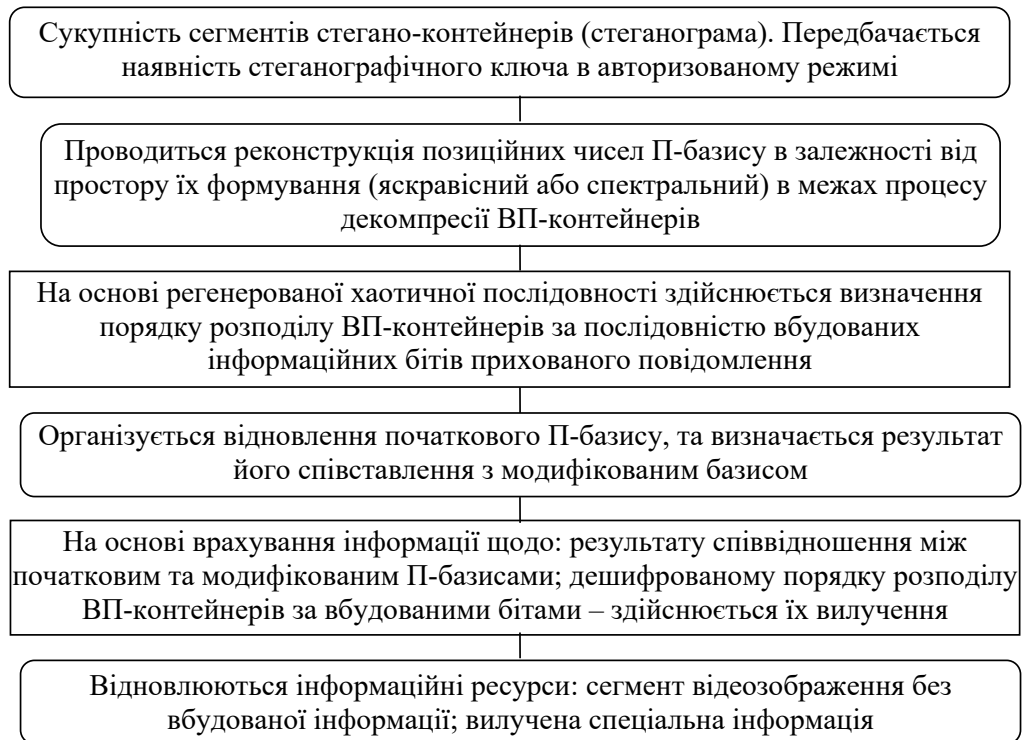 Сукупність сегментів стегано-контейнерів (стеганограма). Передбачається
наявність стеганографічного ключа в авторизованому режимі
Проводиться реконструкція позиційних чисел П-базису в залежності від
простору їх формування (яскравісний або спектральний) в межах процесу
декомпресії ВП-контейнерів
На основі регенерованої хаотичної послідовності здійснюється визначення
порядку розподілу ВП-контейнерів за послідовністю вбудованих
інформаційних бітів прихованого повідомлення
Організується відновлення початкового П-базису, та визначається результат
його співставлення з модифікованим базисом
На основі врахування інформації щодо: результату співвідношення між
початковим та модифікованим П-базисами; дешифрованому порядку розподілу
ВП-контейнерів за вбудованими бітами – здійснюється їх вилучення
Відновлюються інформаційні ресурси: сегмент відеозображення без
вбудованої інформації; вилучена спеціальна інформація